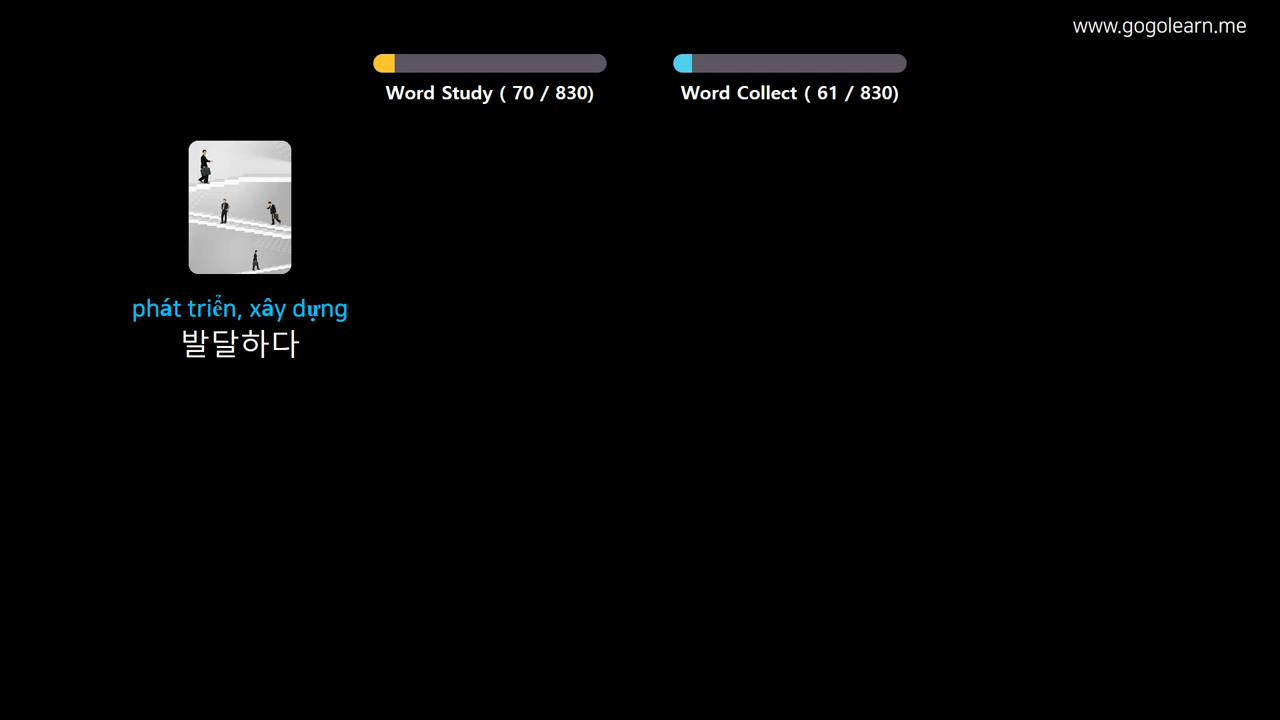 www.gogolearn.me
Word Study ( 70 / 830)
Word Collect ( 61 / 830)
phát triển, xây dựng
발달하다